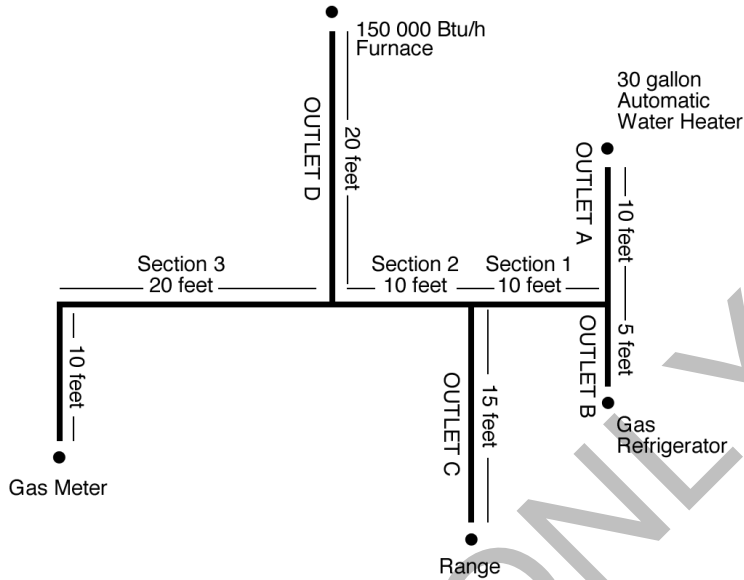 150 000 Btu/h
Furnace
30 gallon
Automatic
Water Heater
OUTLET D
20 feet
OUTLET A
10 feet
Section 3
20 feet
Section 2
10 feet
Section 1
10 feet
10 feet
OUTLET C
15 feet
OUTLET B
5 feet
Gas
Refrigerator
Gas Meter
Range
ONLY